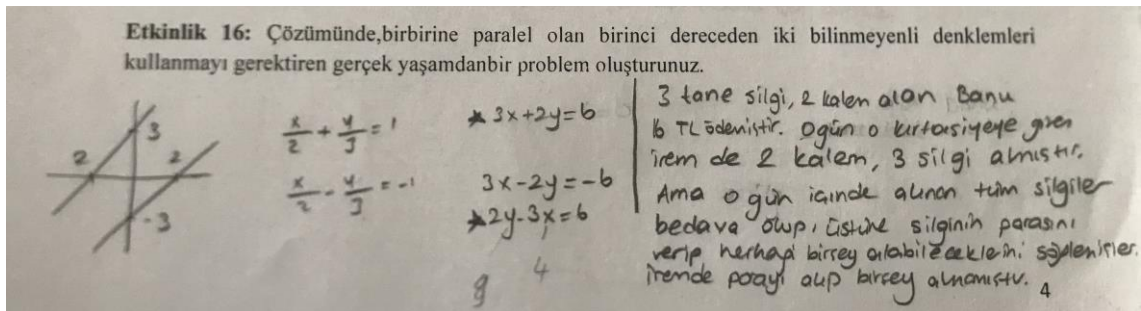 Etkinlik 16: Çözümünde,birbirine paralel olan birinci dereceden iki bilinmeyenli denklemleri
kullanmayı gerektiren gerçek yaşamdanbir problem oluşturunuz.
3
2
2
-3
x/2 + y/3 = 1
x/2 - y/3 = -1
* 3x+2y=6
3x-2y=-6
* 2y-3x=6
4
3 tane silgi, 2 kalem alan Banu
6 TL ödemiştir. Ogün o kırtasiyeye giren
irem de 2 kalem, 3 silgi almıştır.
Ama o gün içinde alınan tüm silgiler
bedava olup, üstüne silginin parasını
verip herhagi birşey alabileceklerini söylemişler.
İremde parayı alıp birşey almamıştır.
4